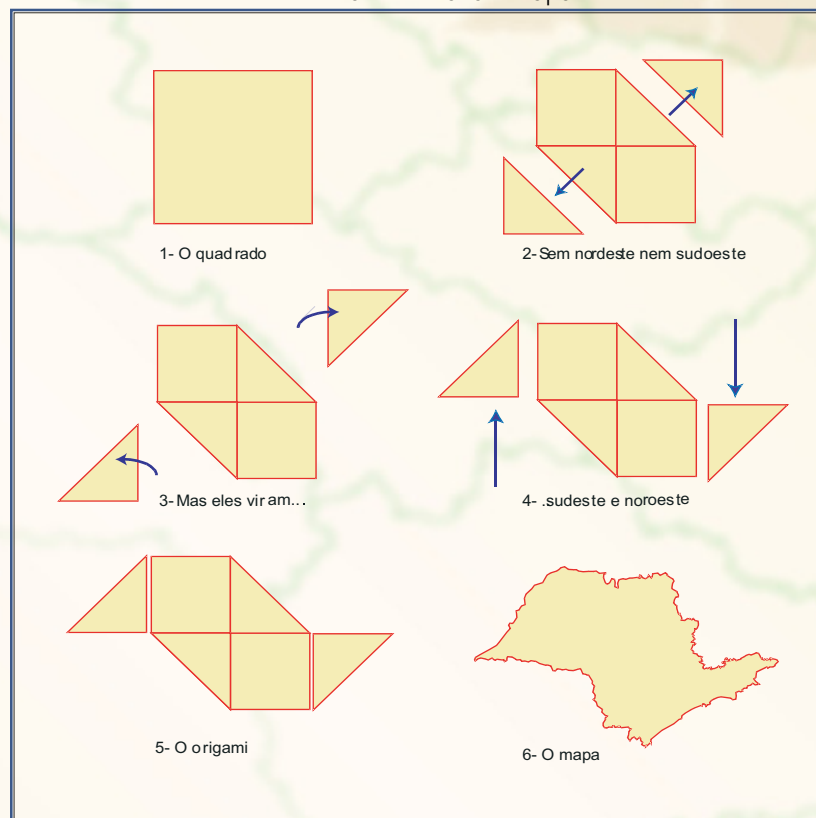 1- O quadrado
2-Sem nordeste nem sudoeste
3-Mas eles viram...
4- .sudeste e noroeste
5- O origami
6- O mapa